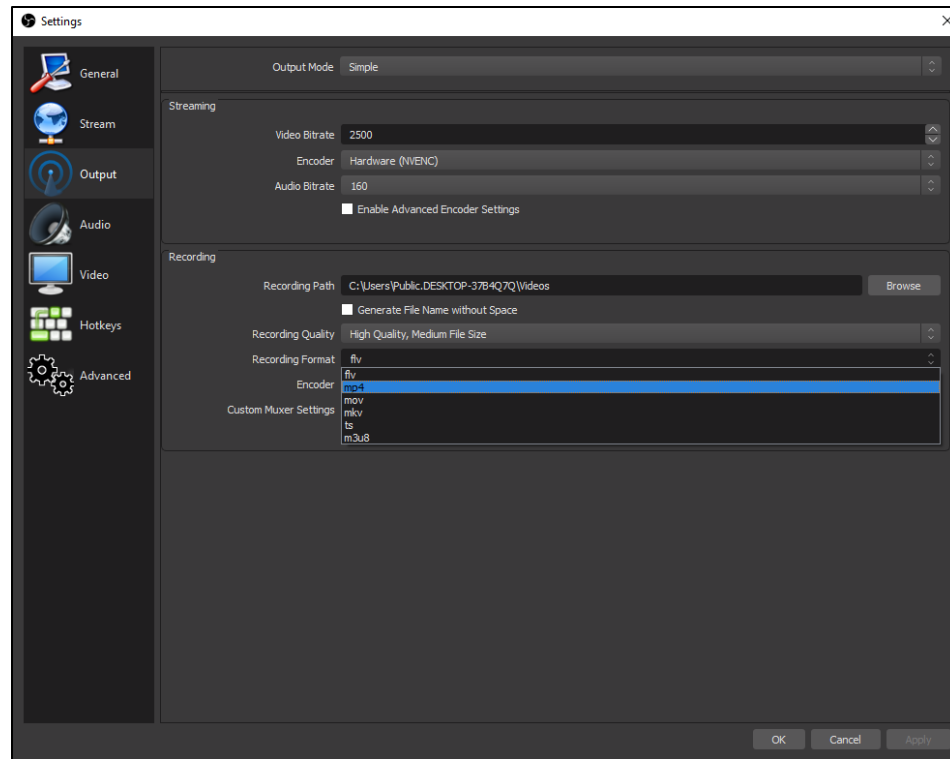 Settings
General
Stream
Output
Audio
Video
Hotkeys
Advanced
Output Mode Simple
Streaming
Video Bitrate 2500
Encoder Hardware (NVENC)
Audio Bitrate 160
Enable Advanced Encoder Settings
Recording
Recording Path C:\Users\Public.DESKTOP-37B4Q7Q\Videos Browse
Generate File Name without Space
Recording Quality High Quality, Medium File Size
Recording Format flv
flv
Encoder mp4
mov
Custom Muxer Settings mkv
ts
m3u8
OK Cancel Apply